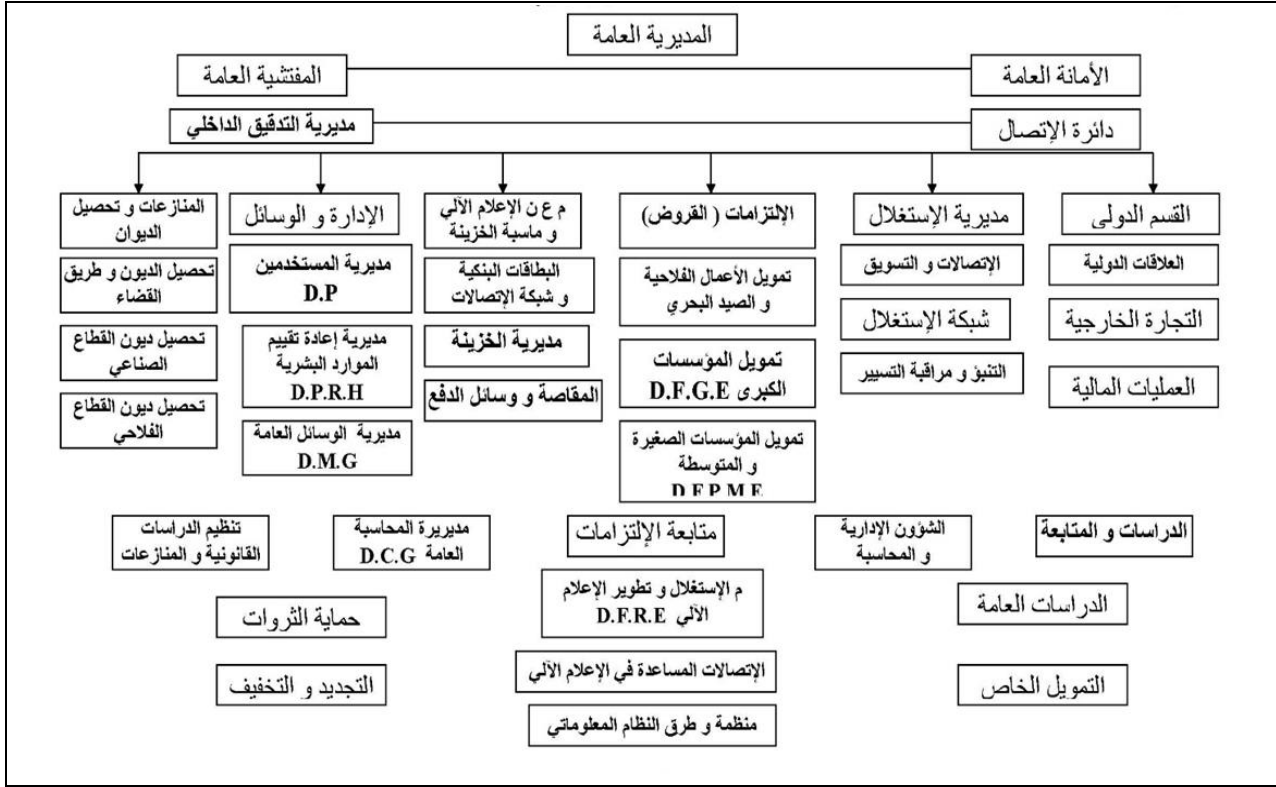 المديرية العامة
الأمانة العامة
المفتشية العامة
دائرة الإتصال
مديرية التدقيق الداخلي
القسم الدولي
العلاقات الدولية
التجارة الخارجية
العمليات المالية
مديرية الإستغلال
الإتصالات و التسويق
شبكة الإستغلال
التنبؤ و مراقبة التسيير
الإلتزامات ( القروض)
تمويل الأعمال الفلاحية
و الصيد البحري
تمويل المؤسسات
الكبرى D.F.G.E
تمويل المؤسسات الصغيرة
و المتوسطة
D.F.P.M.E
م ع ن الإعلام الآلي
و ماسبة الخزينة
البطاقات البنكية
و شبكة الإتصالات
مديرية الخزينة
المقاصة و وسائل الدفع
الإدارة و الوسائل
مديرية المستخدمين
D.P
مديرية إعادة تقييم
الموارد البشرية
D.P.R.H
مديرية الوسائل العامة
D.M.G
المنازعات و تحصيل
الديوان
تحصيل الديون و طريق
القضاء
تحصيل ديون القطاع
الصناعي
تحصيل ديون القطاع
الفلاحي
الدراسات و المتابعة
الشؤون الإدارية
و المحاسبة
متابعة الإلتزامات
مديريرة المحاسبة
العامة D.C.G
تنظيم الدراسات
القانونية و المنازعات
الدراسات العامة
م الإستغلال و تطوير الإعلام
الآلي D.F.R.E
حماية الثروات
التمويل الخاص
الإتصالات المساعدة في الإعلام الآلي
التجديد و التخفيف
منظمة و طرق النظام المعلوماتي